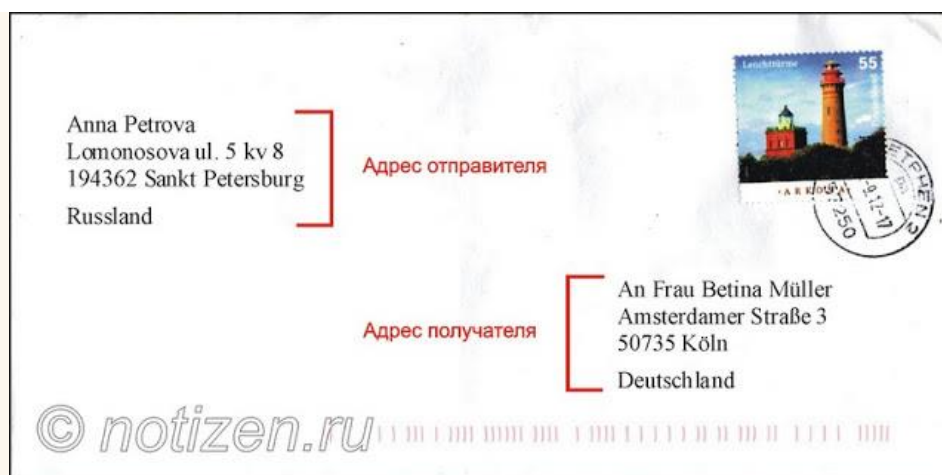 Anna Petrova
Lomonosova ul. 5 kv 8
194362 Sankt Petersburg
Russland
Адрес отправителя
Leuchttürme
55
ARKONA
An Frau Betina Müller
Amsterdamer Straße 3
50735 Köln
Deutschland
Адрес получателя
© notizen.ru